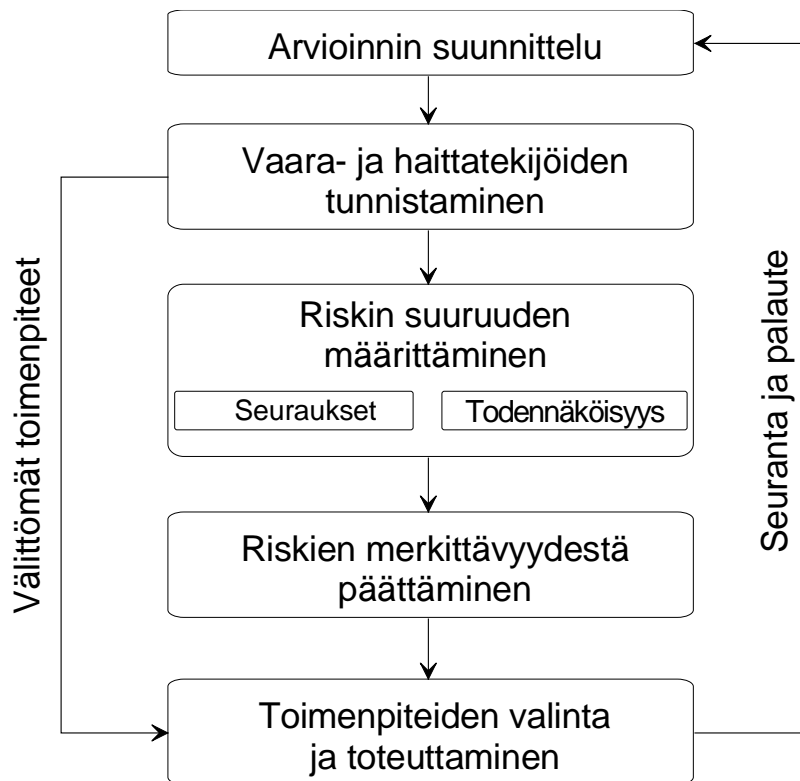 Arvioinnin suunnittelu
Vaara- ja haittatekijöiden
tunnistaminen
Riskin suuruuden
määrittäminen
Seuraukset
Todennäköisyys
Riskien merkittävyydestä
päättäminen
Toimenpiteiden valinta
ja toteuttaminen
Välittömät toimenpiteet
Seuranta ja palaute